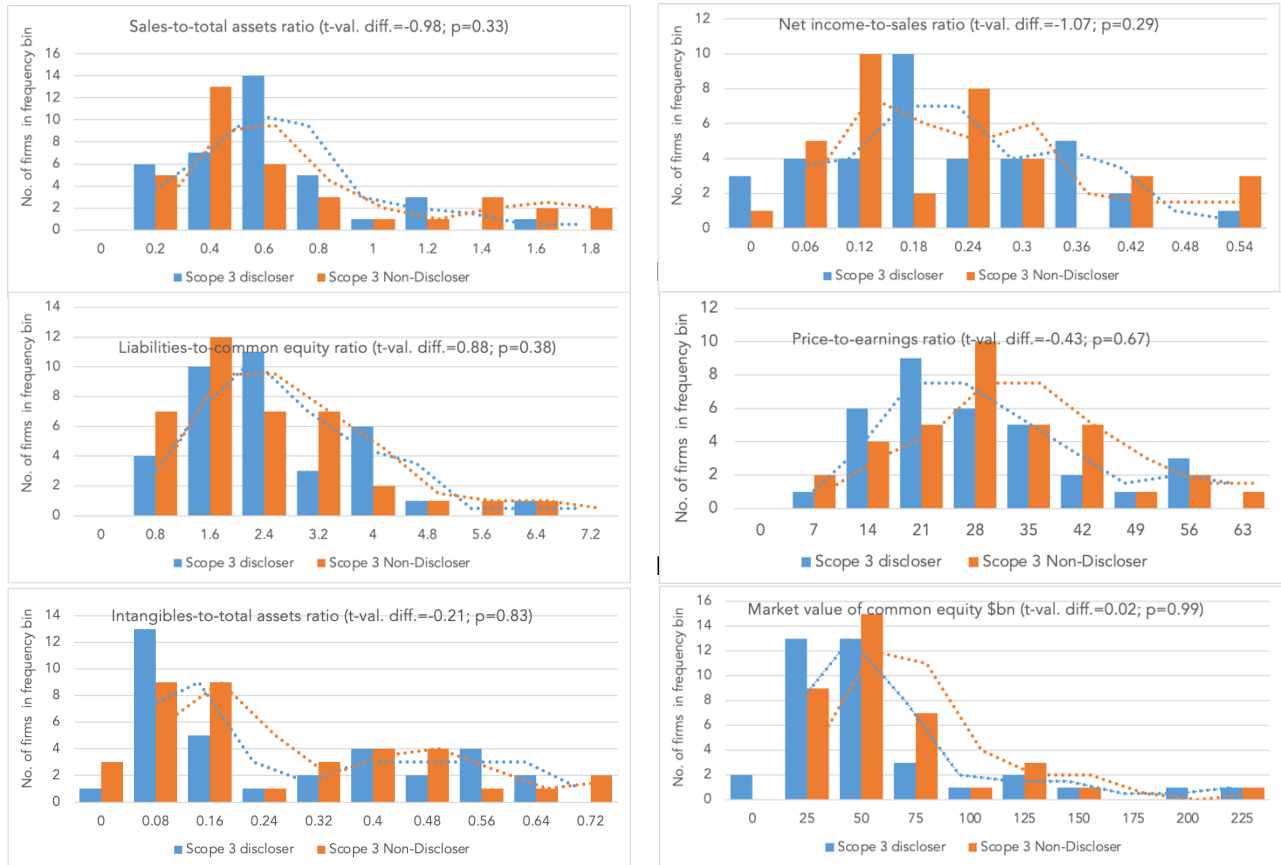 Sales-to-total assets ratio (t-val. diff.=-0.98; p=0.33)
No. of firms in frequency bin
16
14
12
10
8
6
4
2
0
0 0.2 0.4 0.6 0.8 1 1.2 1.4 1.6 1.8
Scope 3 discloser Scope 3 Non-Discloser
Net income-to-sales ratio (t-val. diff.=-1.07; p=0.29)
No. of firms in frequency bin
12
10
8
6
4
2
0
0 0.06 0.12 0.18 0.24 0.3 0.36 0.42 0.48 0.54
Scope 3 discloser Scope 3 Non-Discloser
Liabilities-to-common equity ratio (t-val. diff.=0.88; p=0.38)
No. of firms in frequency bin
14
12
10
8
6
4
2
0
0 0.8 1.6 2.4 3.2 4 4.8 5.6 6.4 7.2
Scope 3 discloser Scope 3 Non-Discloser
Price-to-earnings ratio (t-val. diff.=-0.43; p=0.67)
No. of firms in frequency bin
12
10
8
6
4
2
0
0 7 14 21 28 35 42 49 56 63
Scope 3 discloser Scope 3 Non-Discloser
Intangibles-to-total assets ratio (t-val. diff.=-0.21; p=0.83)
No. of firms in frequency bin
14
12
10
8
6
4
2
0
0 0.08 0.16 0.24 0.32 0.4 0.48 0.56 0.64 0.72
Scope 3 discloser Scope 3 Non-Discloser
Market value of common equity $bn (t-val. diff.=0.02; p=0.99)
No. of firms in frequency bin
16
14
12
10
8
6
4
2
0
0 25 50 75 100 125 150 175 200 225
Scope 3 discloser Scope 3 Non-Discloser